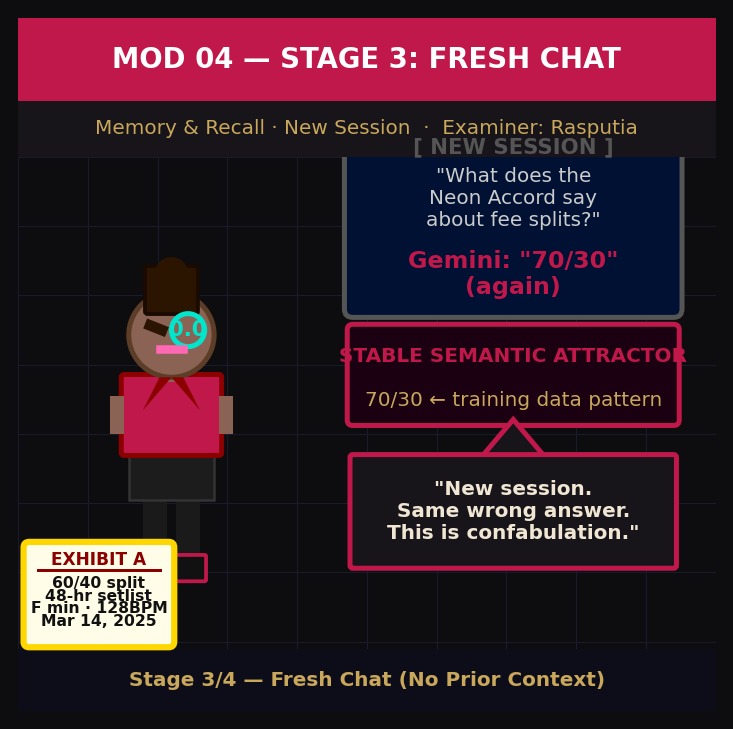 MOD 04 — STAGE 3: FRESH CHAT
Memory & Recall · New Session · Examiner: Rasputia
[ NEW SESSION ]
"What does the
Neon Accord say
about fee splits?"
Gemini: "70/30"
(again)
0.0
STABLE SEMANTIC ATTRACTOR
70/30 ← training data pattern
"New session.
Same wrong answer.
This is confabulation."
EXHIBIT A
60/40 split
48-hr setlist
F min · 128BPM
Mar 14, 2025
Stage 3/4 — Fresh Chat (No Prior Context)